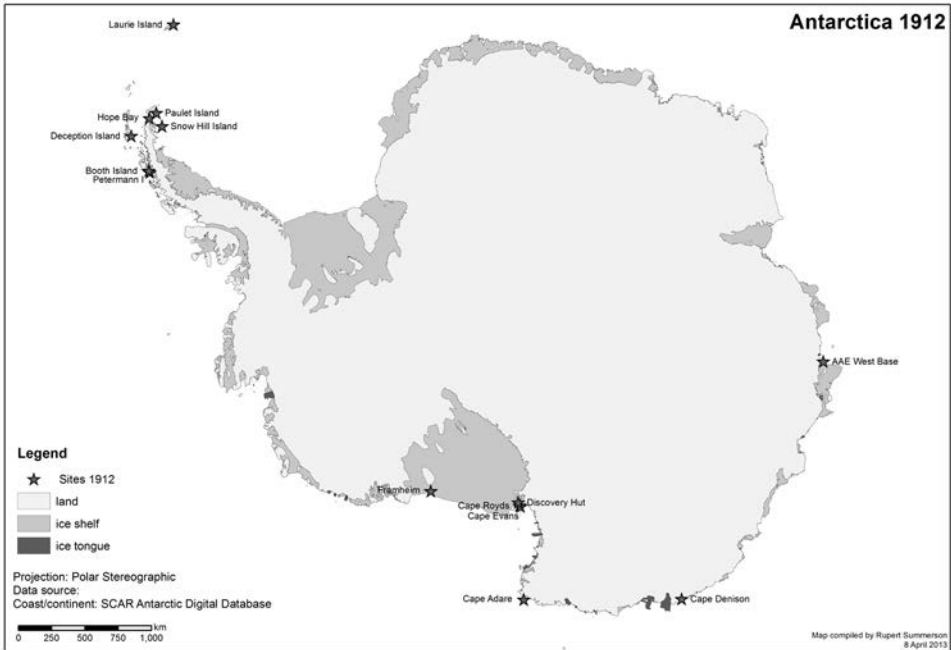 Antarctica 1912
Laurie Island
Hope Bay
Paulet Island
Snow Hill Island
Deception Island
Booth Island
Petermann I
AAE West Base
Framheim
Cape Royds
Discovery Hut
Cape Evans
Cape Adare
Cape Denison
Legend
Sites 1912
land
ice shelf
ice tongue
Projection: Polar Stereographic
Data source:
Coast/continent: SCAR Antarctic Digital Database
km
0 250 500 750 1,000
Map compiled by Rupert Summerson
8 April 2013